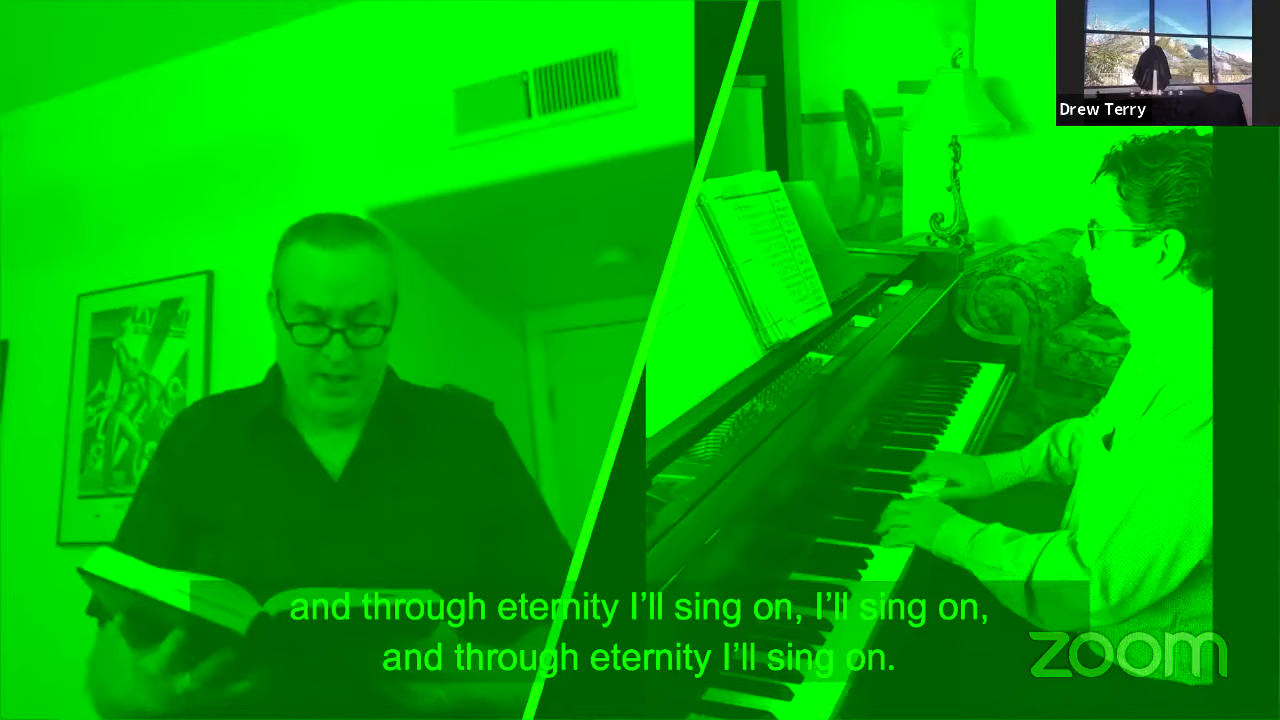 Drew Terry
and through eternity I'll sing on, I'll sing on,
and through eternity I'll sing on.
zoom